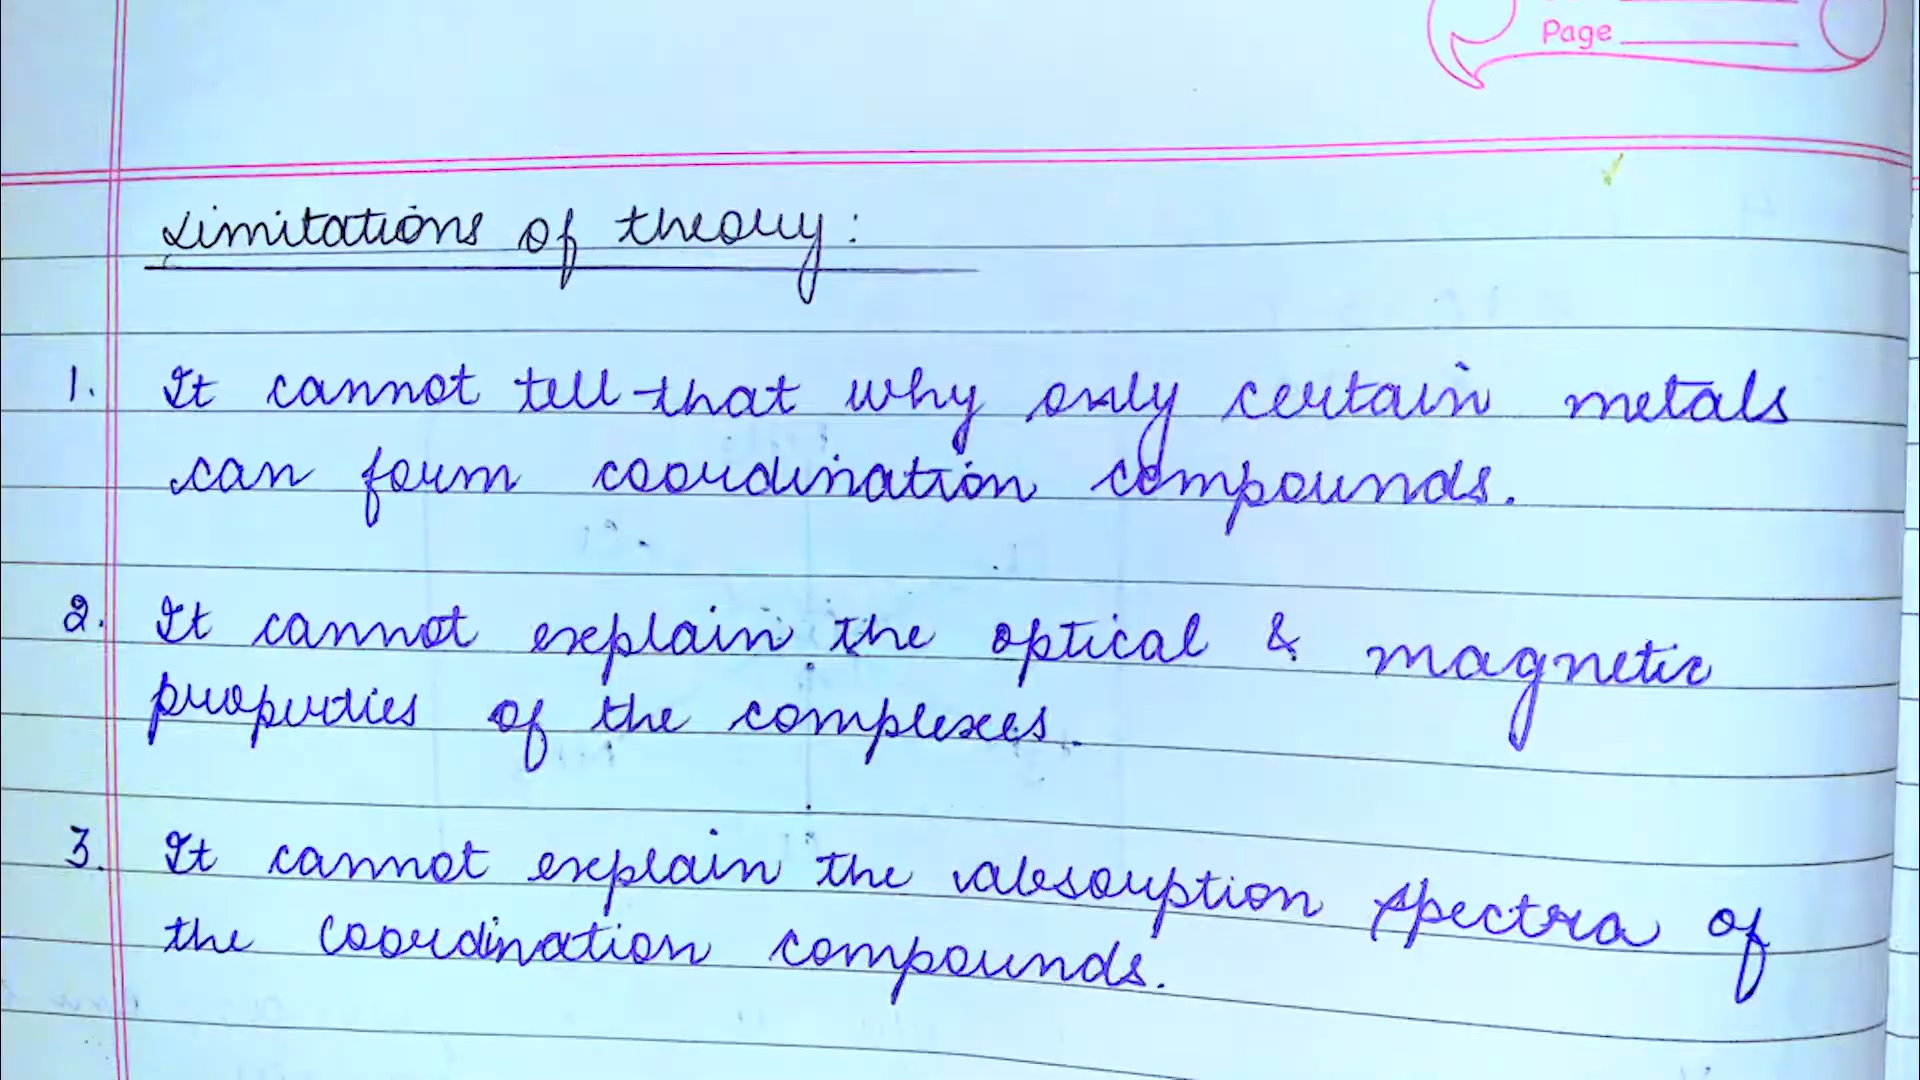 Page
Limitations of theory:
1. It cannot tell that why only certain metals
can form coordination compounds.
2. It cannot explain the optical & magnetic
properties of the complexes.
3. It cannot explain the absorption spectra of
the coordination compounds.